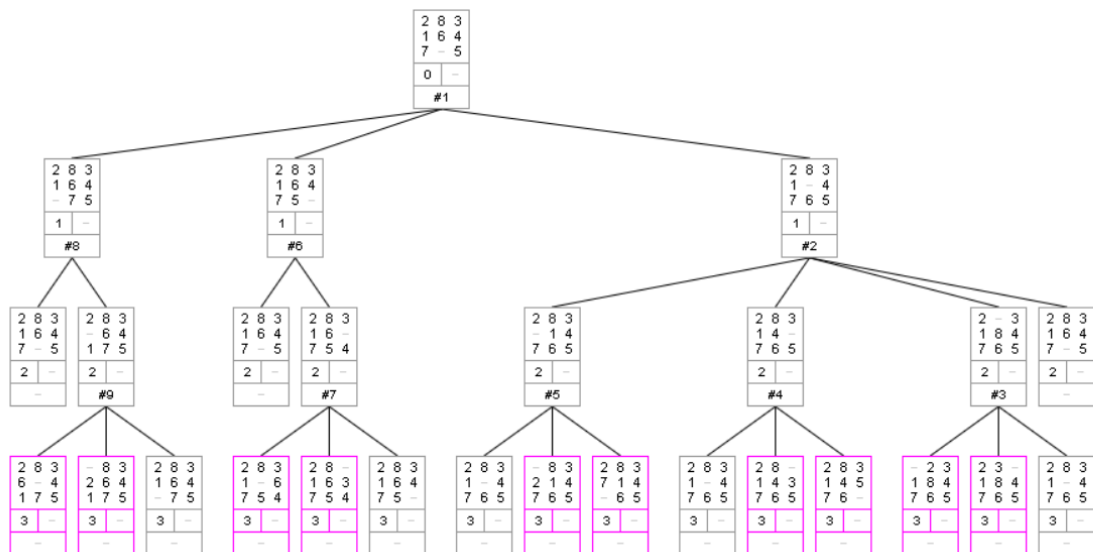 2 8 3
1 6 4
7 – 5
0 –
#1
2 8 3
1 6 4
– 7 5
1 –
#8
2 8 3
1 6 4
7 5 –
1 –
#6
2 8 3
1 – 4
7 6 5
1 –
#2
2 8 3
1 6 4
7 – 5
2 –
–
2 8 3
– 6 4
1 7 5
2 –
#9
2 8 3
1 6 4
7 – 5
2 –
–
2 8 3
1 6 –
7 5 4
2 –
#7
2 8 3
– 1 4
7 6 5
2 –
#5
2 8 3
1 4 –
7 6 5
2 –
#4
2 – 3
1 8 4
7 6 5
2 –
#3
2 8 3
1 6 4
7 – 5
2 –
–
2 8 3
6 – 4
1 7 5
3 –
–
– 8 3
2 6 4
1 7 5
3 –
–
2 8 3
1 6 4
– 7 5
3 –
–
2 8 3
1 – 6
7 5 4
3 –
–
2 8 –
1 6 3
7 5 4
3 –
–
2 8 3
1 6 4
7 5 –
3 –
–
2 8 3
1 – 4
7 6 5
3 –
–
– 8 3
2 1 4
7 6 5
3 –
–
2 8 3
7 1 4
– 6 5
3 –
–
2 8 3
1 – 4
7 6 5
3 –
–
2 8 –
1 4 3
7 6 5
3 –
–
2 8 3
1 4 5
7 6 –
3 –
–
– 2 3
1 8 4
7 6 5
3 –
–
2 3 –
1 8 4
7 6 5
3 –
–
2 8 3
1 – 4
7 6 5
3 –
–